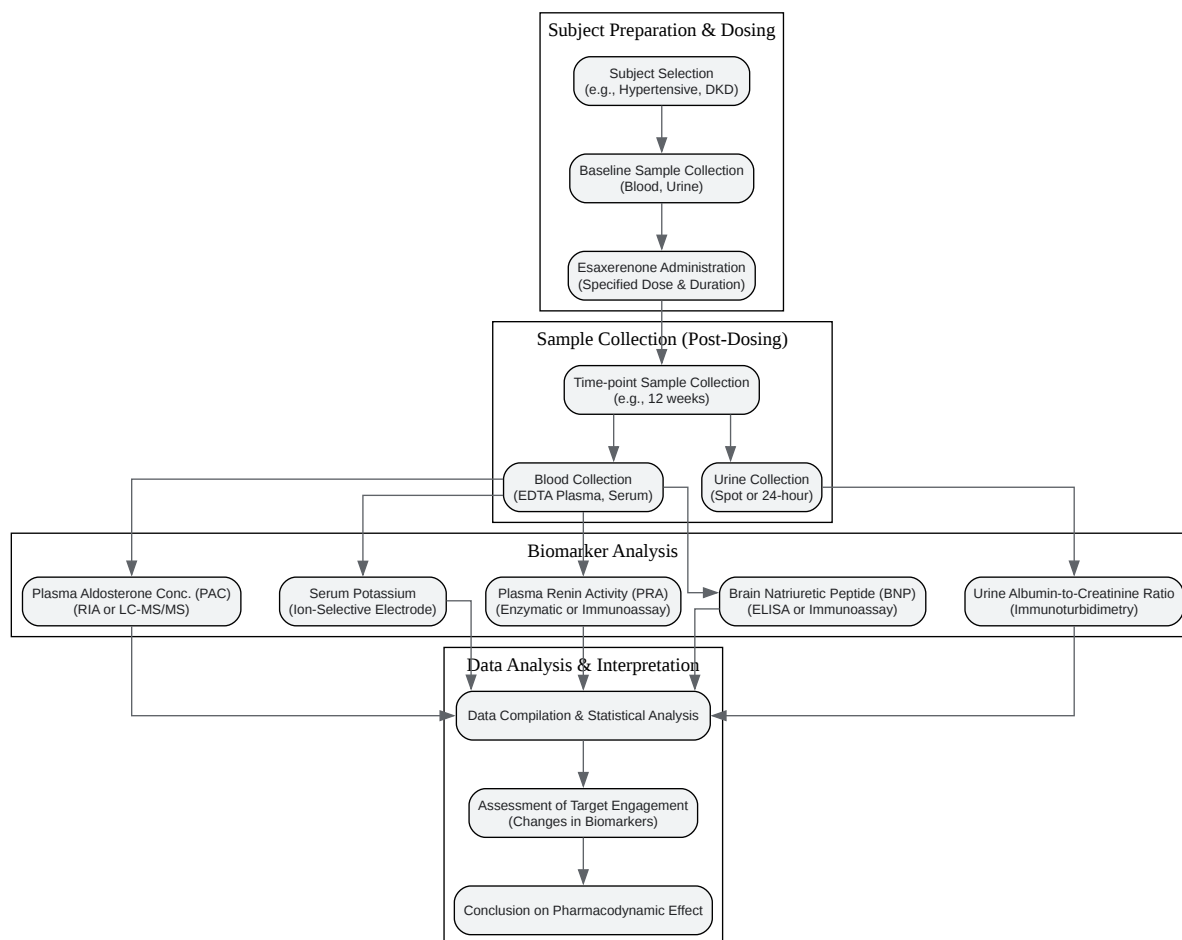 Subject Preparation & Dosing
Subject Selection
(e.g., Hypertensive, DKD)
Baseline Sample Collection
(Blood, Urine)
Esaxerenone Administration
(Specified Dose & Duration)
Sample Collection (Post-Dosing)
Time-point Sample Collection
(e.g., 12 weeks)
Blood Collection
(EDTA Plasma, Serum)
Urine Collection
(Spot or 24-hour)
Biomarker Analysis
Plasma Aldosterone Conc. (PAC)
(RIA or LC-MS/MS)
Serum Potassium
(Ion-Selective Electrode)
Plasma Renin Activity (PRA)
(Enzymatic or Immunoassay)
Brain Natriuretic Peptide (BNP)
(ELISA or Immunoassay)
Urine Albumin-to-Creatinine Ratio
(Immunoturbidimetry)
Data Analysis & Interpretation
Data Compilation & Statistical Analysis
Assessment of Target Engagement
(Changes in Biomarkers)
Conclusion on Pharmacodynamic Effect